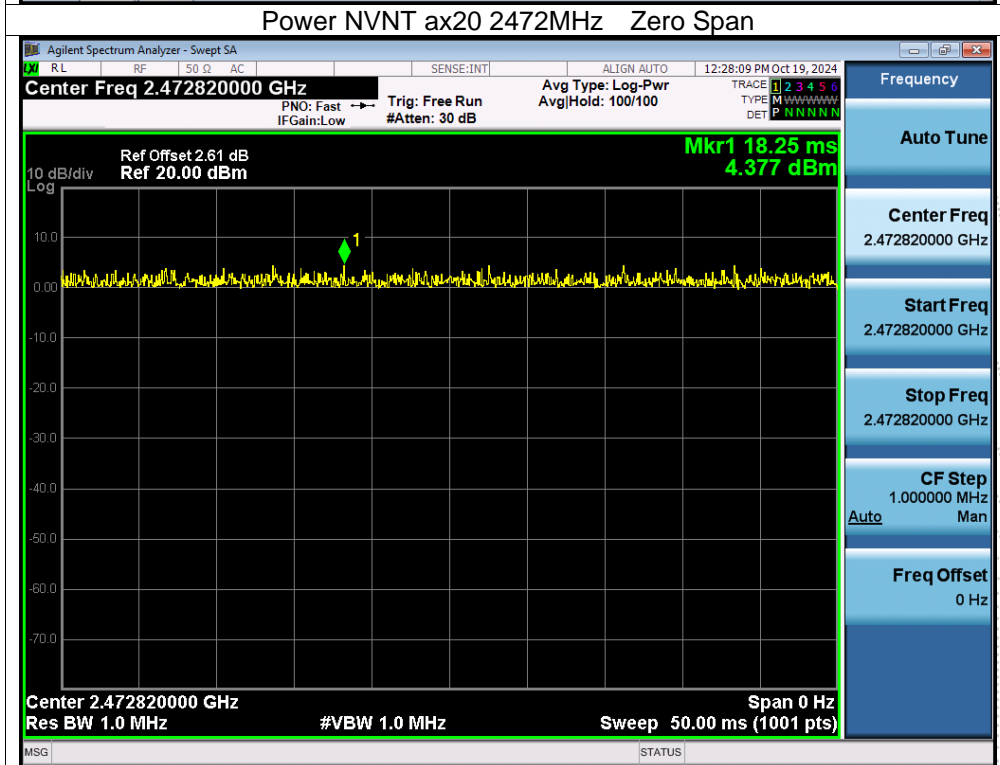 Power NVNT ax20 2472MHz Zero Span
Agilent Spectrum Analyzer - Swept SA
LXI RL RF 50 Ω AC SENSE:INT ALIGN AUTO 12:28:09 PM Oct 19, 2024
Center Freq 2.472820000 GHz
PNO: Fast
IFGain:Low
Trig: Free Run
#Atten: 30 dB
Avg Type: Log-Pwr
Avg|Hold: 100/100
TRACE 1 2 3 4 5 6
TYPE M WWWWW
DET P N N N N N
Ref Offset 2.61 dB
Ref 20.00 dBm
10 dB/div
Log
Mkr1 18.25 ms
4.377 dBm
1
10.0
0.00
-10.0
-20.0
-30.0
-40.0
-50.0
-60.0
-70.0
Center 2.472820000 GHz Span 0 Hz
Res BW 1.0 MHz #VBW 1.0 MHz Sweep 50.00 ms (1001 pts)
MSG STATUS
Frequency
Auto Tune
Center Freq
2.472820000 GHz
Start Freq
2.472820000 GHz
Stop Freq
2.472820000 GHz
CF Step
1.000000 MHz
Auto Man
Freq Offset
0 Hz